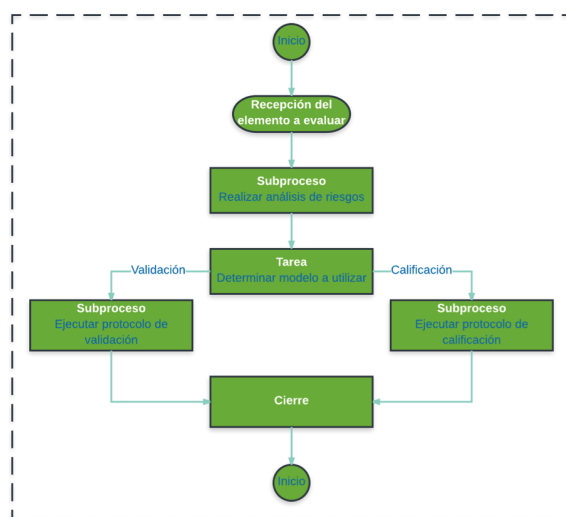 Inicio
Recepción del
elemento a evaluar
Subproceso
Realizar análisis de riesgos
Tarea
Determinar modelo a utilizar
Validación
Calificación
Subproceso
Ejecutar protocolo de
validación
Subproceso
Ejecutar protocolo de
calificación
Cierre
Inicio